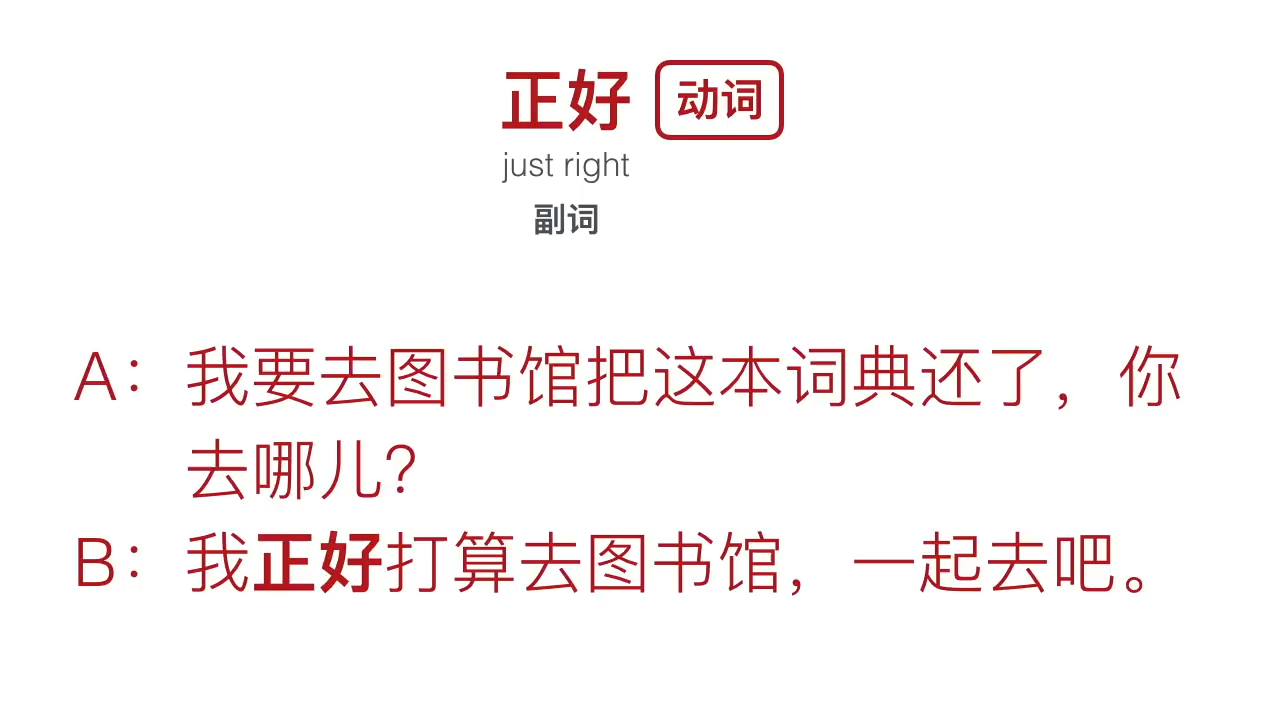 正好 动词
just right
副词
A：我要去图书馆把这本词典还了，你
去哪儿？
B：我正好打算去图书馆，一起去吧。